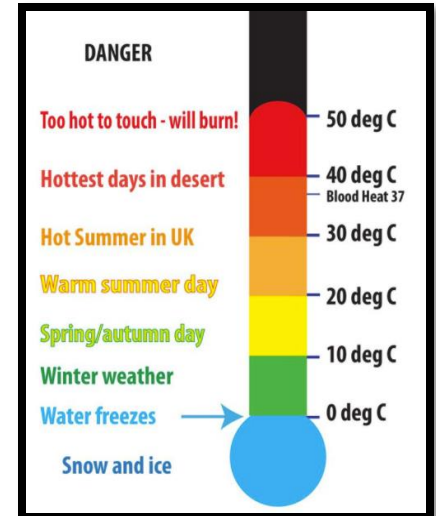 DANGER
Too hot to touch - will burn!
50 deg C
Hottest days in desert
40 deg C
Blood Heat 37
Hot Summer in UK
30 deg C
Warm summer day
20 deg C
Spring/autumn day
10 deg C
Winter weather
Water freezes
0 deg C
Snow and ice